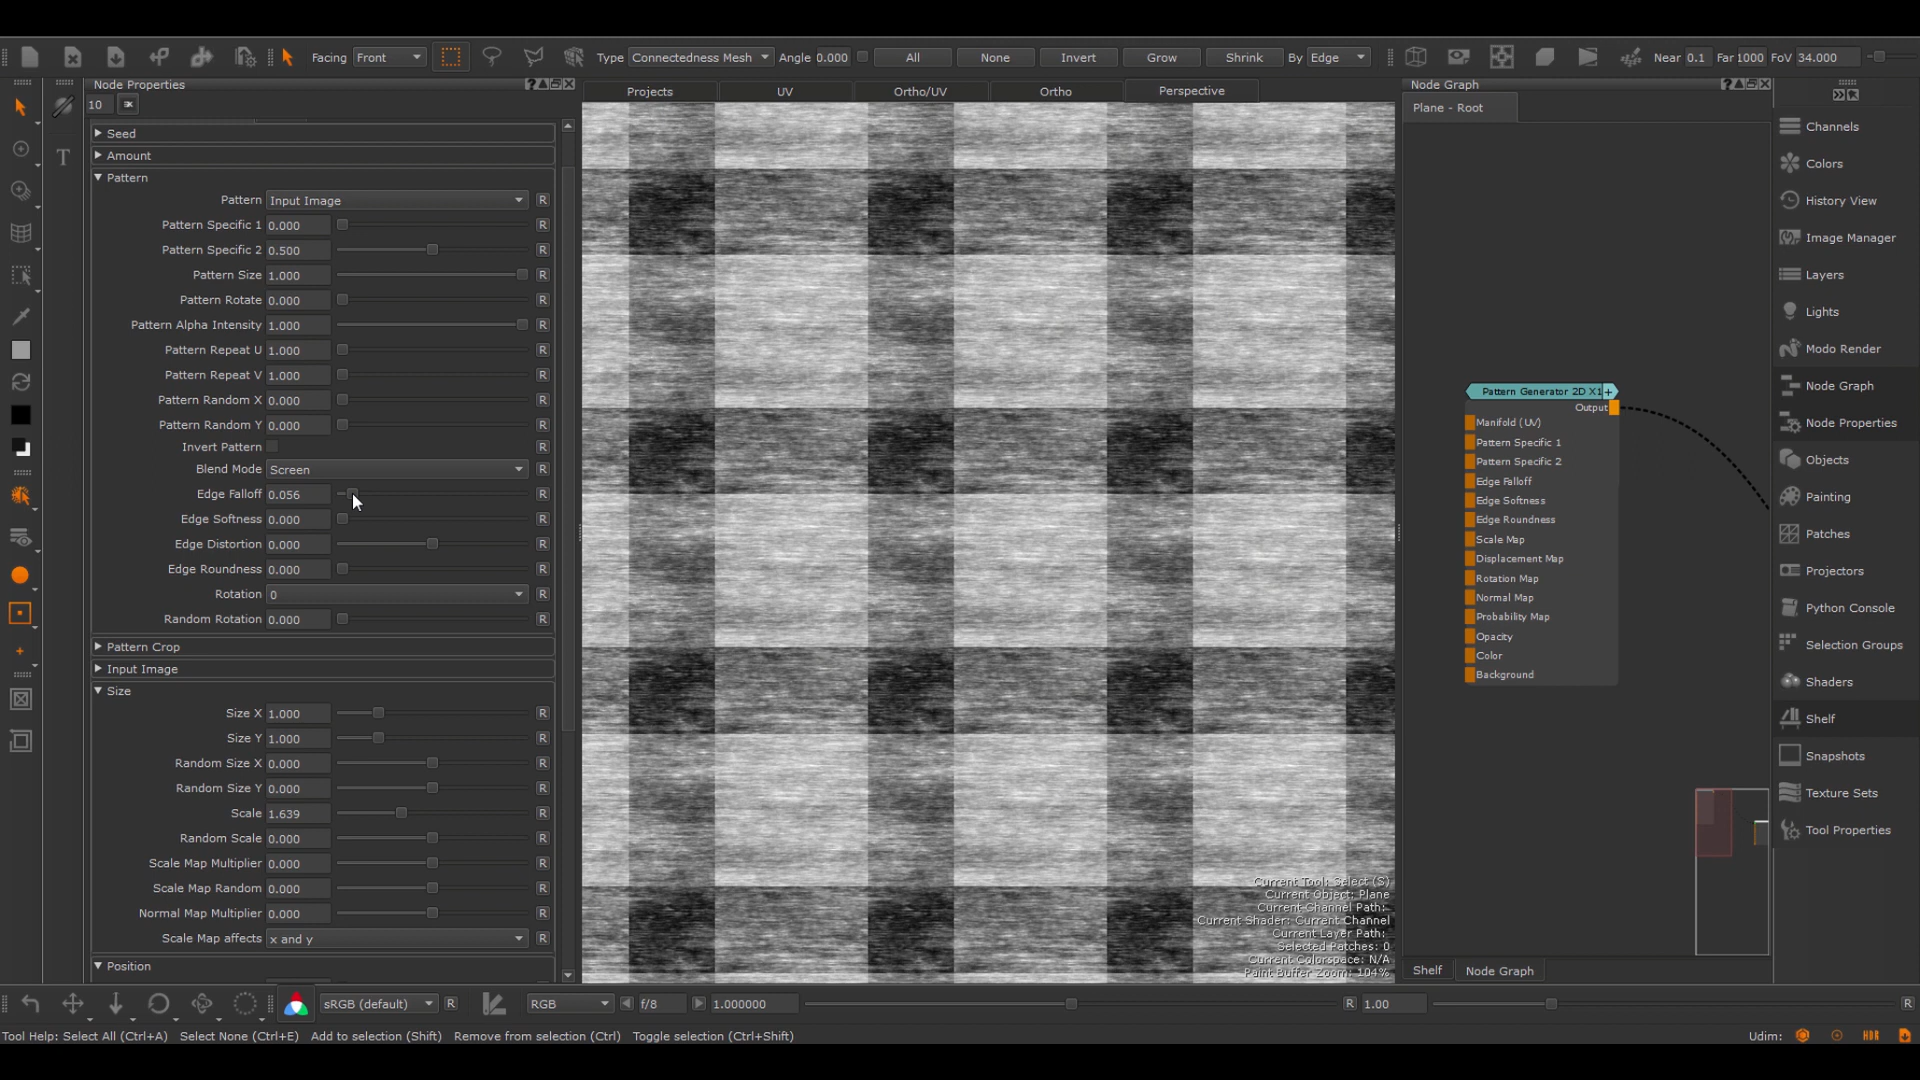 Facing Front Type Connectedness Mesh Angle 0.000 All None Invert Grow Shrink By Edge Near 0.1 Far 1000 FoV 34.000
Node Properties
10
Seed
Amount
Pattern
Pattern Input Image R
Pattern Specific 1 0.000 R
Pattern Specific 2 0.500 R
Pattern Size 1.000 R
Pattern Rotate 0.000 R
Pattern Alpha Intensity 1.000 R
Pattern Repeat U 1.000 R
Pattern Repeat V 1.000 R
Pattern Random X 0.000 R
Pattern Random Y 0.000 R
Invert Pattern R
Blend Mode Screen R
Edge Falloff 0.056 R
Edge Softness 0.000 R
Edge Distortion 0.000 R
Edge Roundness 0.000 R
Rotation 0 R
Random Rotation 0.000 R
Pattern Crop
Input Image
Size
Size X 1.000 R
Size Y 1.000 R
Random Size X 0.000 R
Random Size Y 0.000 R
Scale 1.639 R
Random Scale 0.000 R
Scale Map Multiplier 0.000 R
Scale Map Random 0.000 R
Normal Map Multiplier 0.000 R
Scale Map affects x and y R
Position
Projects UV Ortho/UV Ortho Perspective
Current Tool: Select (S)
Current Object: Plane
Current Channel Path:
Current Shader: Current Channel
Current Layer Path:
Selected Patches: 0
Current Colorspace: N/A
Paint Buffer Zoom: 104%
Node Graph
Plane - Root
Pattern Generator 2D X1 +
Output
Manifold (UV)
Pattern Specific 1
Pattern Specific 2
Edge Falloff
Edge Softness
Edge Roundness
Scale Map
Displacement Map
Rotation Map
Normal Map
Probability Map
Opacity
Color
Background
Shelf Node Graph
Channels
Colors
History View
Image Manager
Layers
Lights
Modo Render
Node Graph
Node Properties
Objects
Painting
Patches
Projectors
Python Console
Selection Groups
Shaders
Shelf
Snapshots
Texture Sets
Tool Properties
sRGB (default) R RGB f/8 1.000000 R 1.00 R
Tool Help: Select All (Ctrl+A) Select None (Ctrl+E) Add to selection (Shift) Remove from selection (Ctrl) Toggle selection (Ctrl+Shift) Udim: HDR